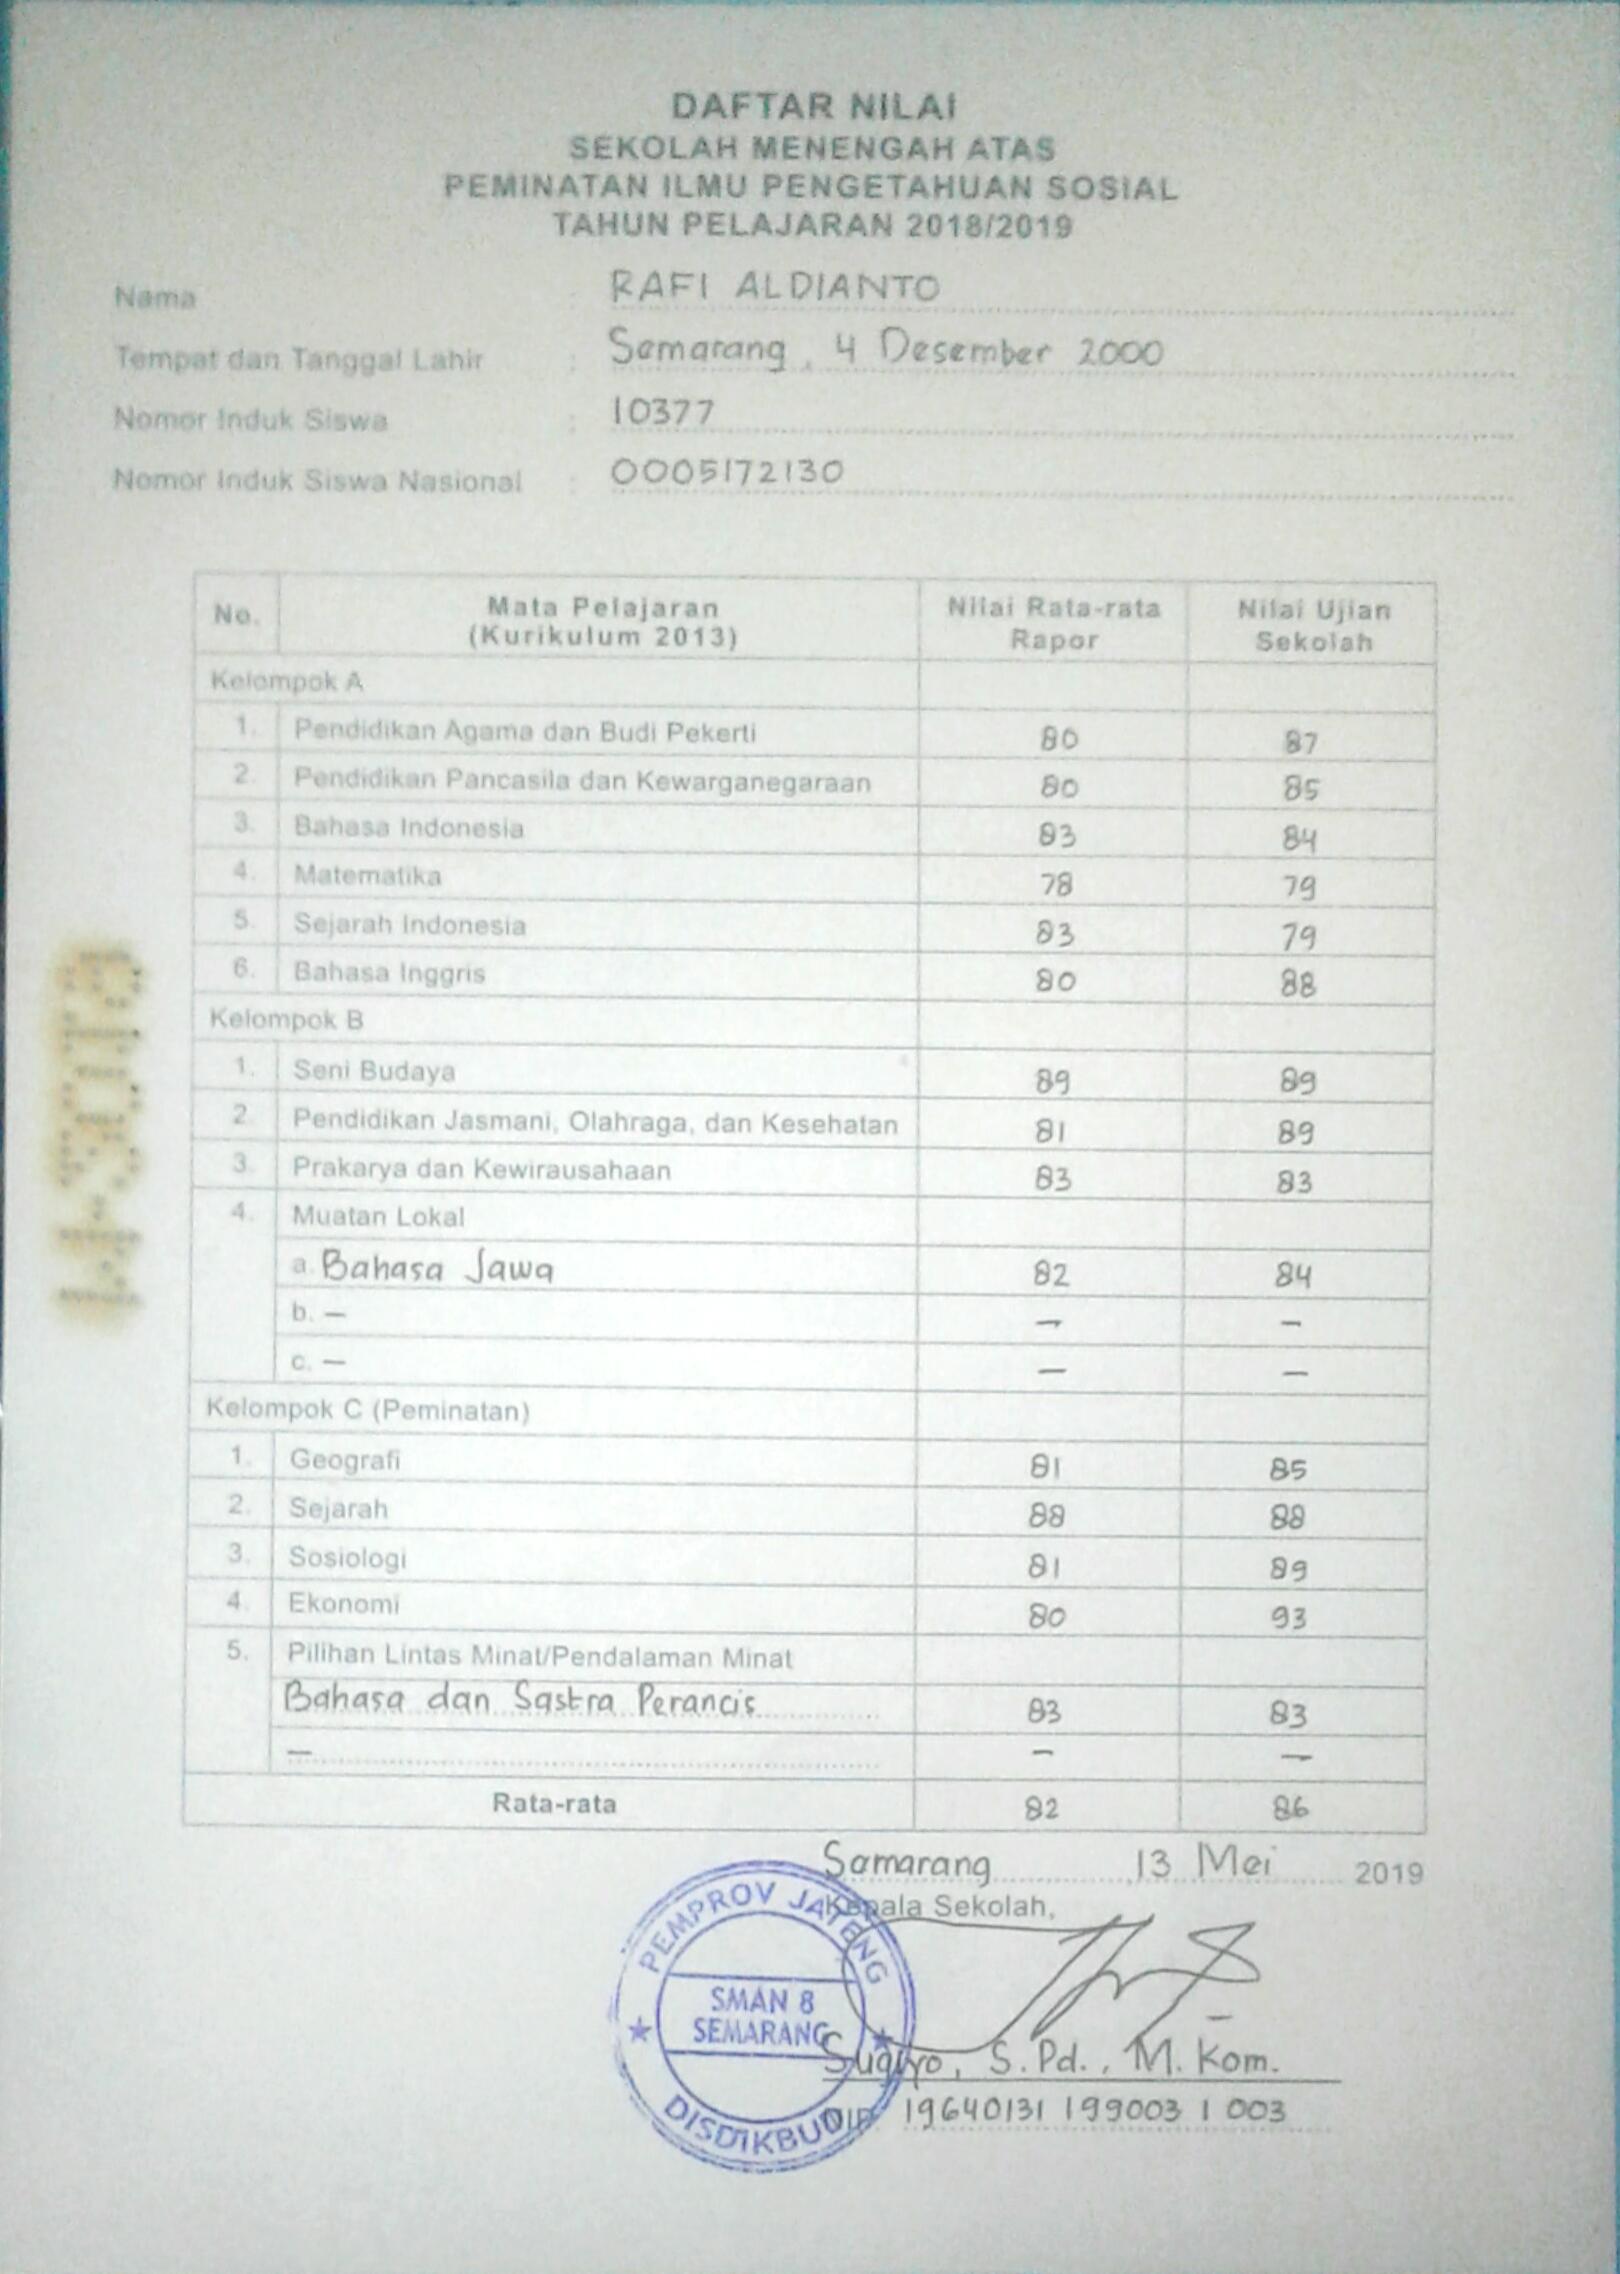 DAFTAR NILAI
SEKOLAH MENENGAH ATAS
PEMINATAN ILMU PENGETAHUAN SOSIAL
TAHUN PELAJARAN 2018/2019
Nama : RAFI ALDIANTO
Tempat dan Tanggal Lahir : Semarang, 4 Desember 2000
Nomor Induk Siswa : 10377
Nomor Induk Siswa Nasional : 0005172130
No. Mata Pelajaran (Kurikulum 2013) Nilai Rata-rata Rapor Nilai Ujian Sekolah
Kelompok A
1. Pendidikan Agama dan Budi Pekerti 80 87
2. Pendidikan Pancasila dan Kewarganegaraan 80 85
3. Bahasa Indonesia 83 84
4. Matematika 78 79
5. Sejarah Indonesia 83 79
6. Bahasa Inggris 80 88
Kelompok B
1. Seni Budaya 89 89
2. Pendidikan Jasmani, Olahraga, dan Kesehatan 81 89
3. Prakarya dan Kewirausahaan 83 83
4. Muatan Lokal
a. Bahasa Jawa 82 84
b. — — —
c. — — —
Kelompok C (Peminatan)
1. Geografi 81 85
2. Sejarah 88 88
3. Sosiologi 81 89
4. Ekonomi 80 93
5. Pilihan Lintas Minat/Pendalaman Minat
Bahasa dan Sastra Perancis 83 83
— — —
Rata-rata 82 86
Semarang, 13 Mei 2019
Kepala Sekolah,
PEMPROV JATENG
SMAN 8
SEMARANG
DISDIKBUD
Sugiyo, S.Pd., M.Kom.
NIP 19640131 199003 1 003